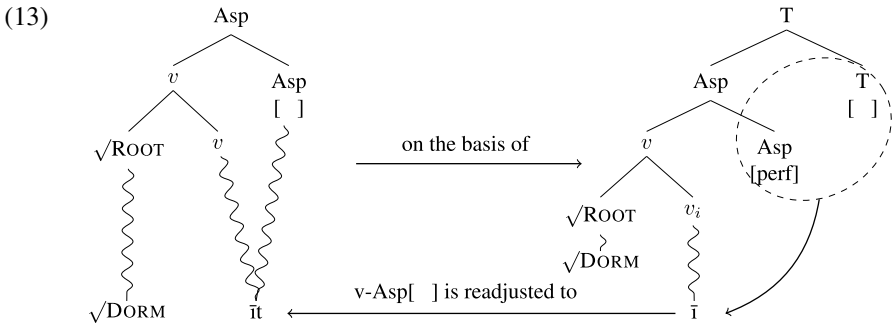 (13)
Asp
T
v
Asp
[ ]
Asp
T
[ ]
√ROOT
v
on the basis of
v
Asp
[perf]
√ROOT
vᵢ
√DORM
√DORM
īt
v-Asp[ ] is readjusted to
ī